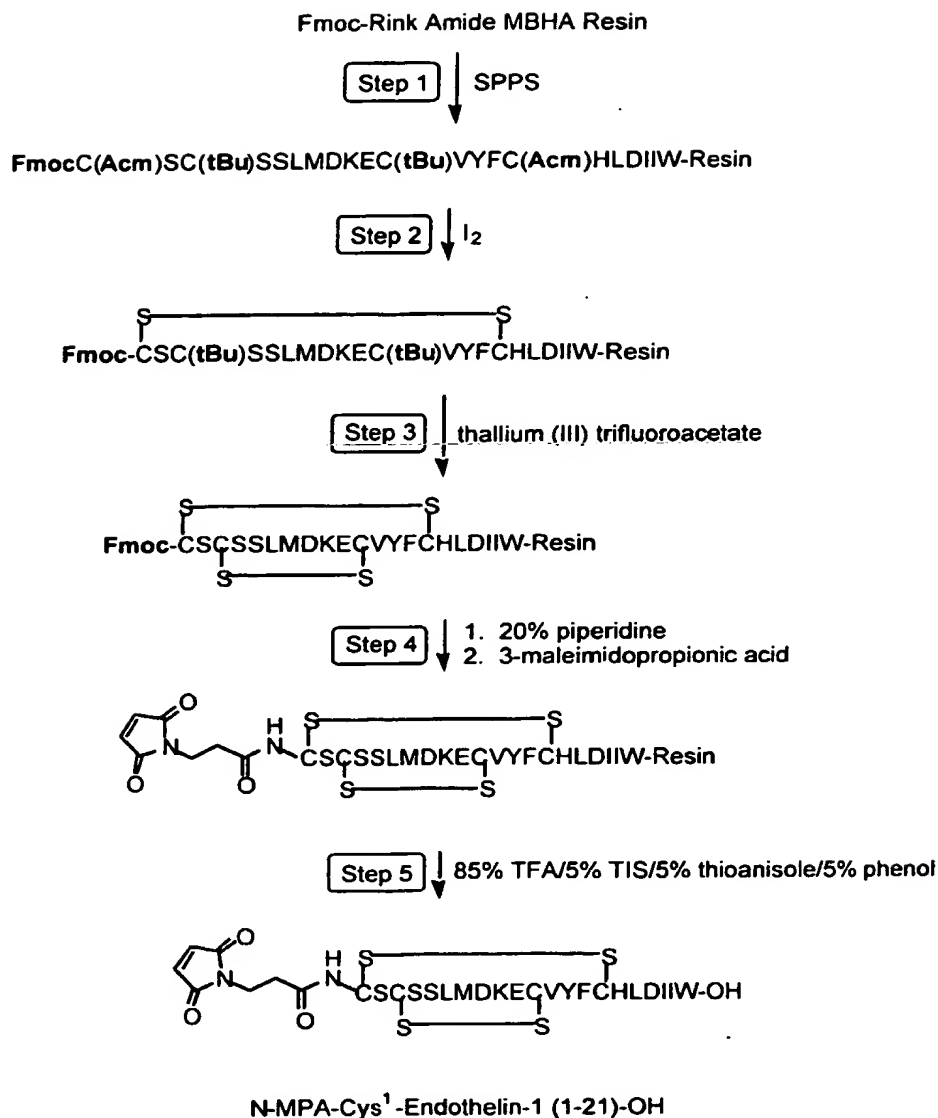 Fmoc-Rink Amide MBHA Resin
Step 1
SPPS
FmocC(Acm)SC(tBu)SSLMDKEC(tBu)VYFC(Acm)HLDIIW-Resin
Step 2
I2
S S
Fmoc-CSC(tBu)SSLMDKEC(tBu)VYFCHLDIIW-Resin
Step 3
thallium (III) trifluoroacetate
S S
Fmoc-CSCSSLMDKECVYFCHLDIIW-Resin
S S
Step 4
1. 20% piperidine
2. 3-maleimidopropionic acid
O H S S
N N CSCSSLMDKECVYFCHLDIIW-Resin
O O S S
Step 5
85% TFA/5% TIS/5% thioanisole/5% phenol
O H S S
N N CSCSSLMDKECVYFCHLDIIW-OH
O O S S
N-MPA-Cys1-Endothelin-1 (1-21)-OH